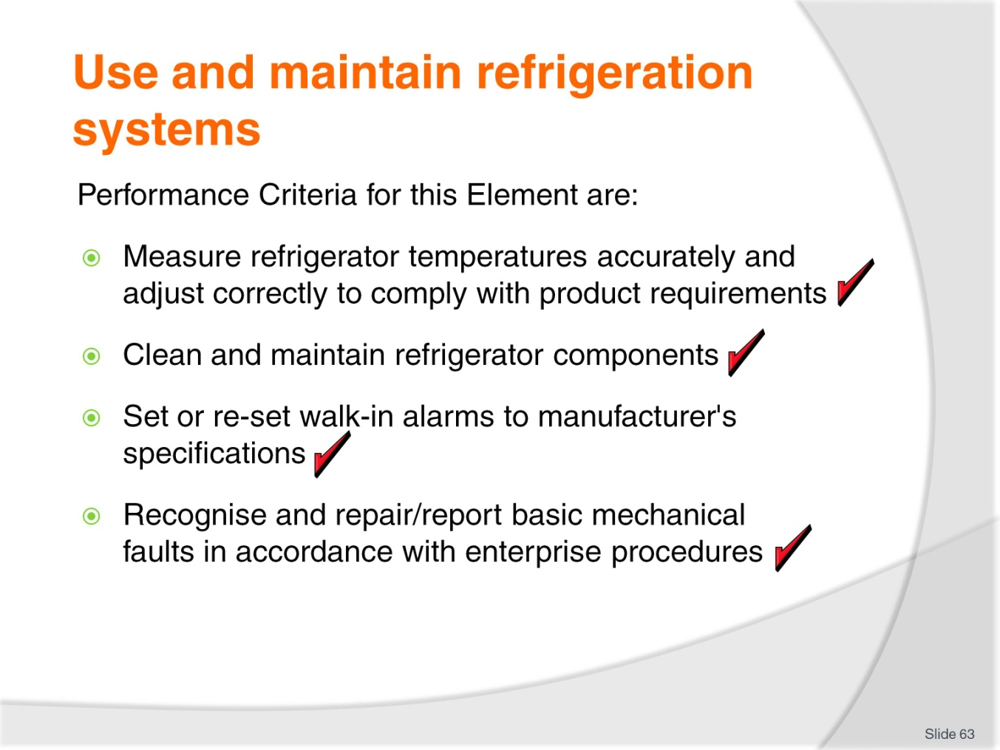 Use and maintain refrigeration
systems
Performance Criteria for this Element are:
Measure refrigerator temperatures accurately and
adjust correctly to comply with product requirements
Clean and maintain refrigerator components
Set or re-set walk-in alarms to manufacturer's
specifications
Recognise and repair/report basic mechanical
faults in accordance with enterprise procedures
Slide 63